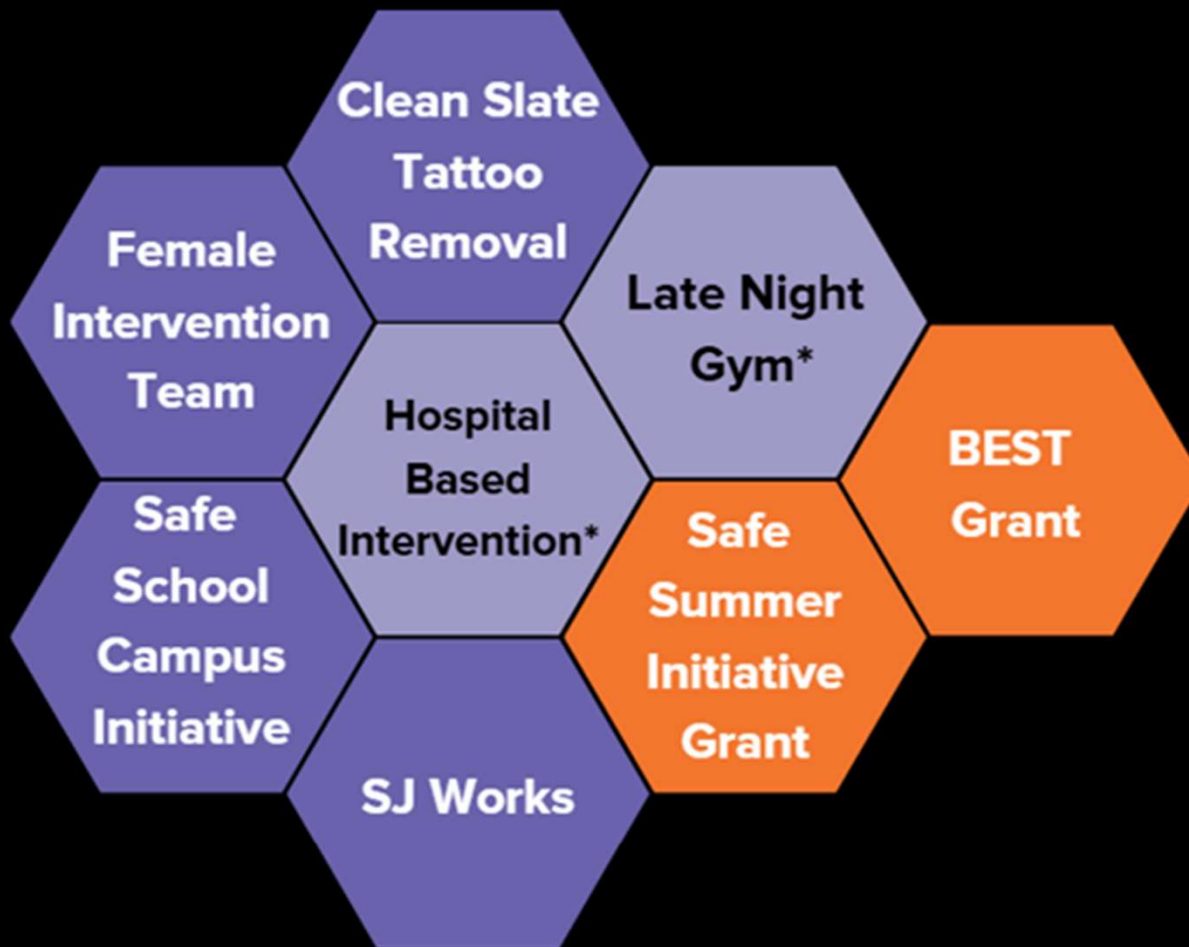 Clean Slate
Tattoo
Removal
Female
Intervention
Team
Late Night
Gym*
Hospital
Based
Intervention*
BEST
Grant
Safe
School
Campus
Initiative
Safe
Summer
Initiative
Grant
SJ Works